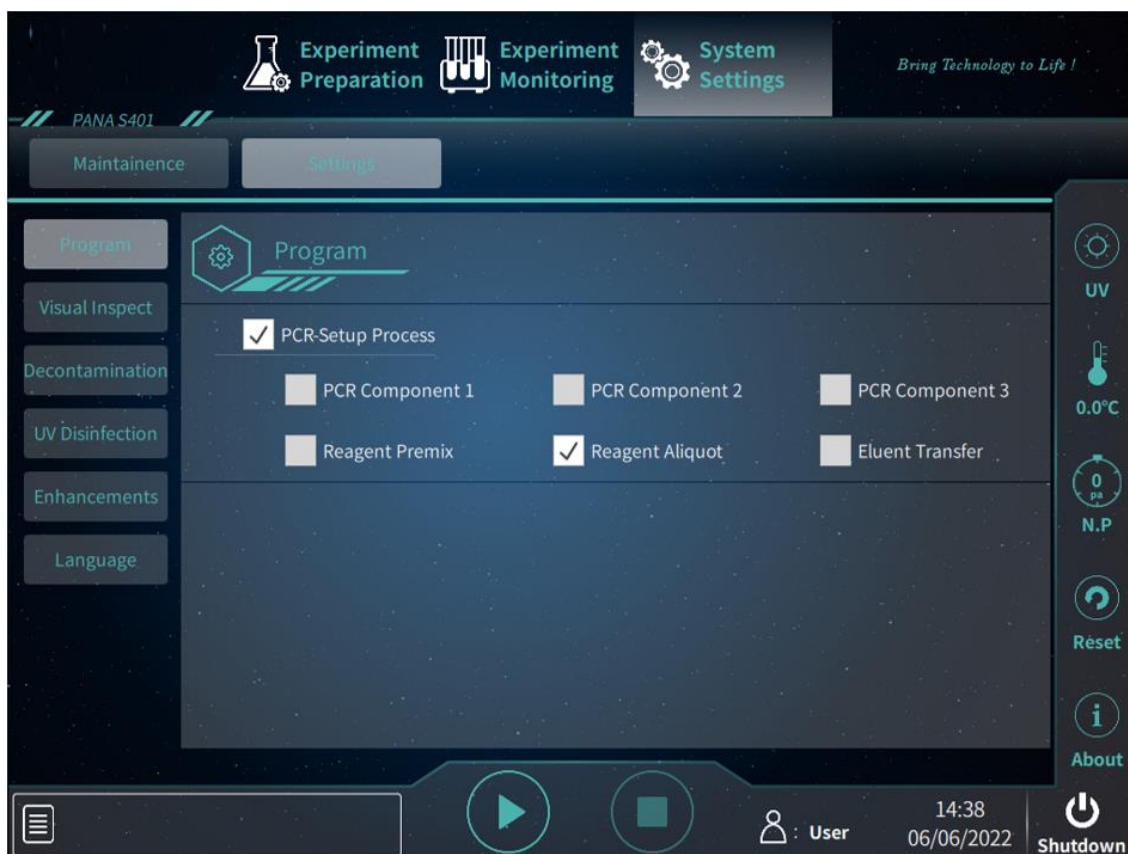 Experiment
Preparation
Experiment
Monitoring
System
Settings
Bring Technology to Life !
PANA S401
Maintainence
Settings
Program
Visual Inspect
Decontamination
UV Disinfection
Enhancements
Language
Program
PCR-Setup Process
PCR Component 1
PCR Component 2
PCR Component 3
Reagent Premix
Reagent Aliquot
Eluent Transfer
UV
0.0°C
0
pa
N.P
Reset
i
About
: User
14:38
06/06/2022
Shutdown